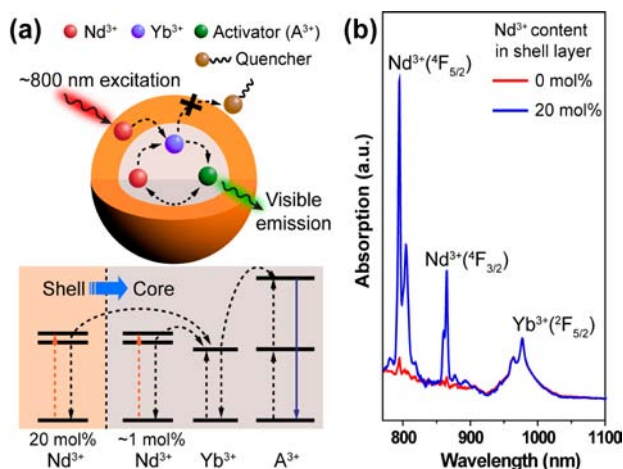 (a)
Nd³⁺ Yb³⁺ Activator (A³⁺)
Quencher
~800 nm excitation
Visible
emission
Shell Core
20 mol% ~1 mol%
Nd³⁺ Nd³⁺ Yb³⁺ A³⁺
(b)
Nd³⁺ content
in shell layer
0 mol%
20 mol%
Nd³⁺(⁴F₅/₂)
Nd³⁺(⁴F₃/₂)
Yb³⁺(²F₅/₂)
Absorption (a.u.)
800 900 1000 1100
Wavelength (nm)